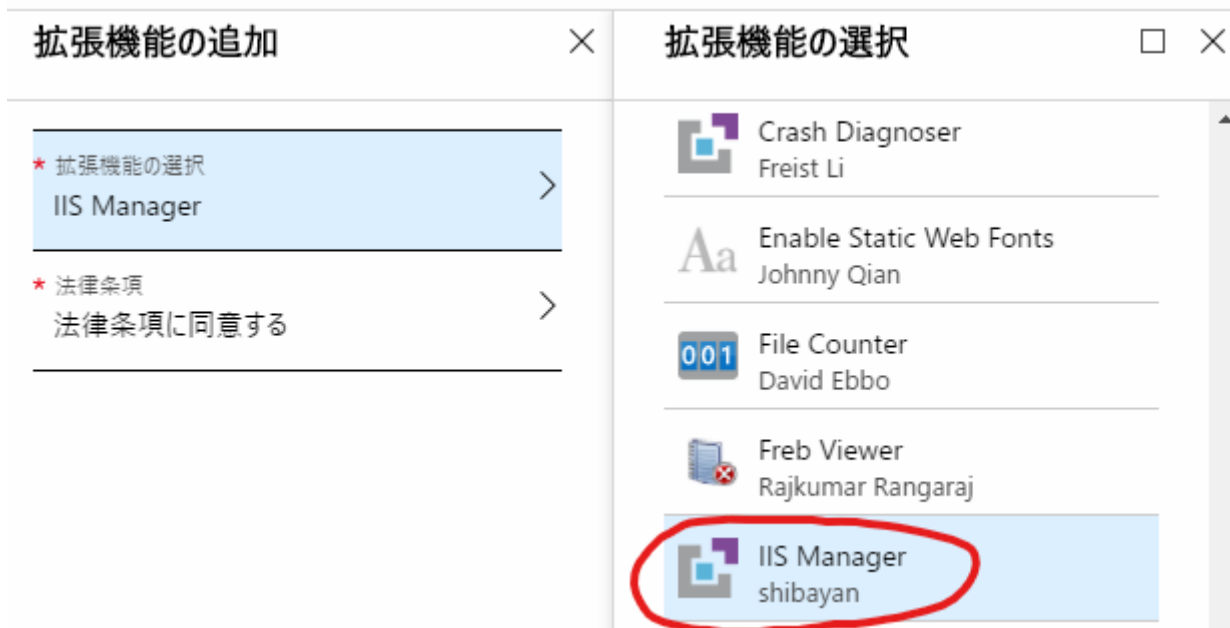 拡張機能の追加
* 拡張機能の選択
IIS Manager
* 法律条項
法律条項に同意する
拡張機能の選択
Crash Diagnoser
Freist Li
Aa
Enable Static Web Fonts
Johnny Qian
001
File Counter
David Ebbo
Freb Viewer
Rajkumar Rangaraj
IIS Manager
shibayan